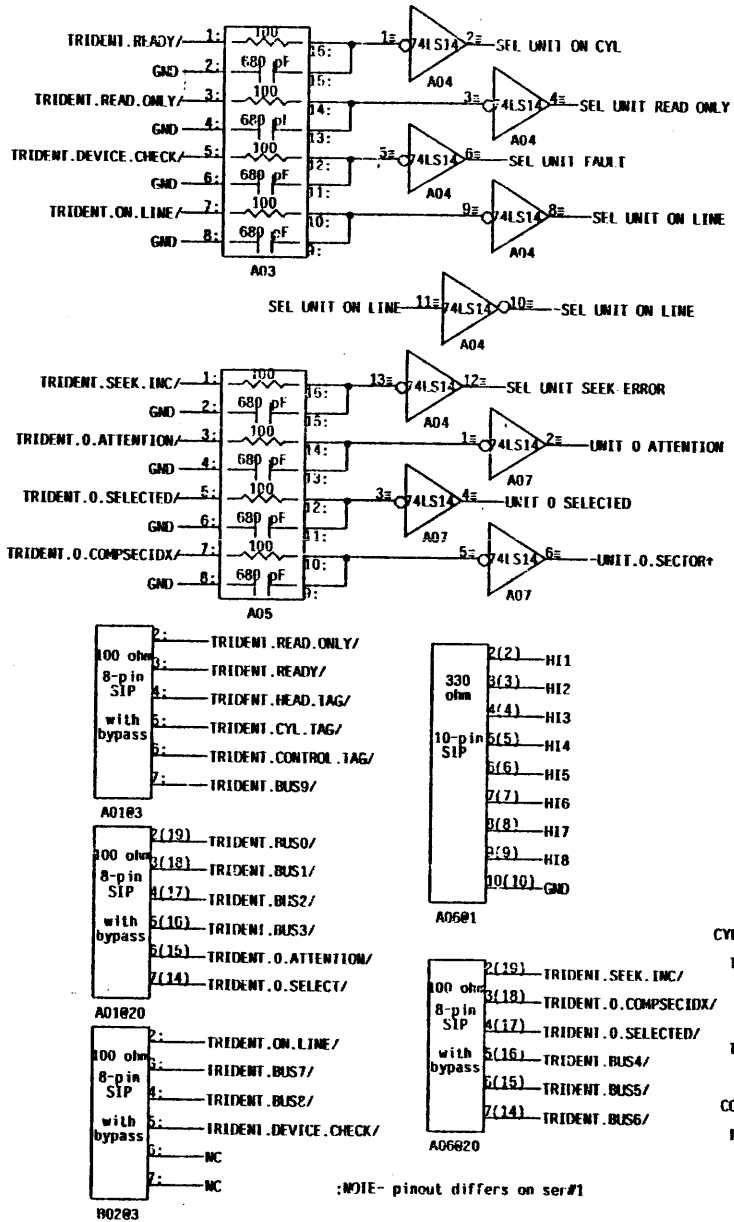 TRIDENT.READY/ 1: 100 16: 1≡ 74LS14 2≡ SEL UNIT ON CYL
GND 2: 680 pF 15: A04
TRIDENT.READ.ONLY/ 3: 100 14: 3≡ 74LS14 4≡ SEL UNIT READ ONLY
GND 4: 680 pF 13: A04
TRIDENT.DEVICE.CHECK/ 5: 100 12: 5≡ 74LS14 6≡ SEL UNIT FAULT
GND 6: 680 pF 11: A04
TRIDENT.ON.LINE/ 7: 100 10: 9≡ 74LS14 8≡ SEL UNIT ON LINE
GND 8: 680 pF 9: A04
A03
SEL UNIT ON LINE 11≡ 74LS14 10≡ SEL UNIT ON LINE
A04
TRIDENT.SEEK.INC/ 1: 100 16: 13≡ 74LS14 12≡ SEL UNIT SEEK ERROR
GND 2: 680 pF 15: A04
TRIDENT.0.ATTENTION/ 3: 100 14: 1≡ 74LS14 2≡ UNIT 0 ATTENTION
GND 4: 680 pF 13: A07
TRIDENT.0.SELECTED/ 5: 100 12: 3≡ 74LS14 4≡ UNIT 0 SELECTED
GND 6: 680 pF 11: A07
TRIDENT.0.COMPSECIDX/ 7: 100 10: 5≡ 74LS14 6≡ UNIT.0.SECTOR↑
GND 8: 680 pF 9: A07
A05
100 ohm
8-pin
SIP
with
bypass
2: TRIDENT.READ.ONLY/
3: TRIDENT.READY/
4: TRIDENT.HEAD.TAG/
5: TRIDENT.CYL.TAG/
6: TRIDENT.CONTROL.TAG/
7: TRIDENT.BUS9/
A01@3
330
ohm
10-pin
SIP
2(2) HI1
3(3) HI2
4(4) HI3
5(5) HI4
6(6) HI5
7(7) HI6
8(8) HI7
9(9) HI8
10(10) GND
A06@1
100 ohm
8-pin
SIP
with
bypass
2(19) TRIDENT.BUS0/
3(18) TRIDENT.BUS1/
4(17) TRIDENT.BUS2/
5(16) TRIDENT.BUS3/
6(15) TRIDENT.0.ATTENTION/
7(14) TRIDENT.0.SELECT/
A01@20
100 ohm
8-pin
SIP
with
bypass
2(19) TRIDENT.SEEK.INC/
3(18) TRIDENT.0.COMPSECIDX/
4(17) TRIDENT.0.SELECTED/
5(16) TRIDENT.BUS4/
6(15) TRIDENT.BUS5/
7(14) TRIDENT.BUS6/
A06@20
100 ohm
8-pin
SIP
with
bypass
2: TRIDENT.ON.LINE/
3: TRIDENT.BUS7/
4: TRIDENT.BUS8/
5: TRIDENT.DEVICE.CHECK/
6: NC
7: NC
B02@3
;NOTE- pinout differs on ser#1